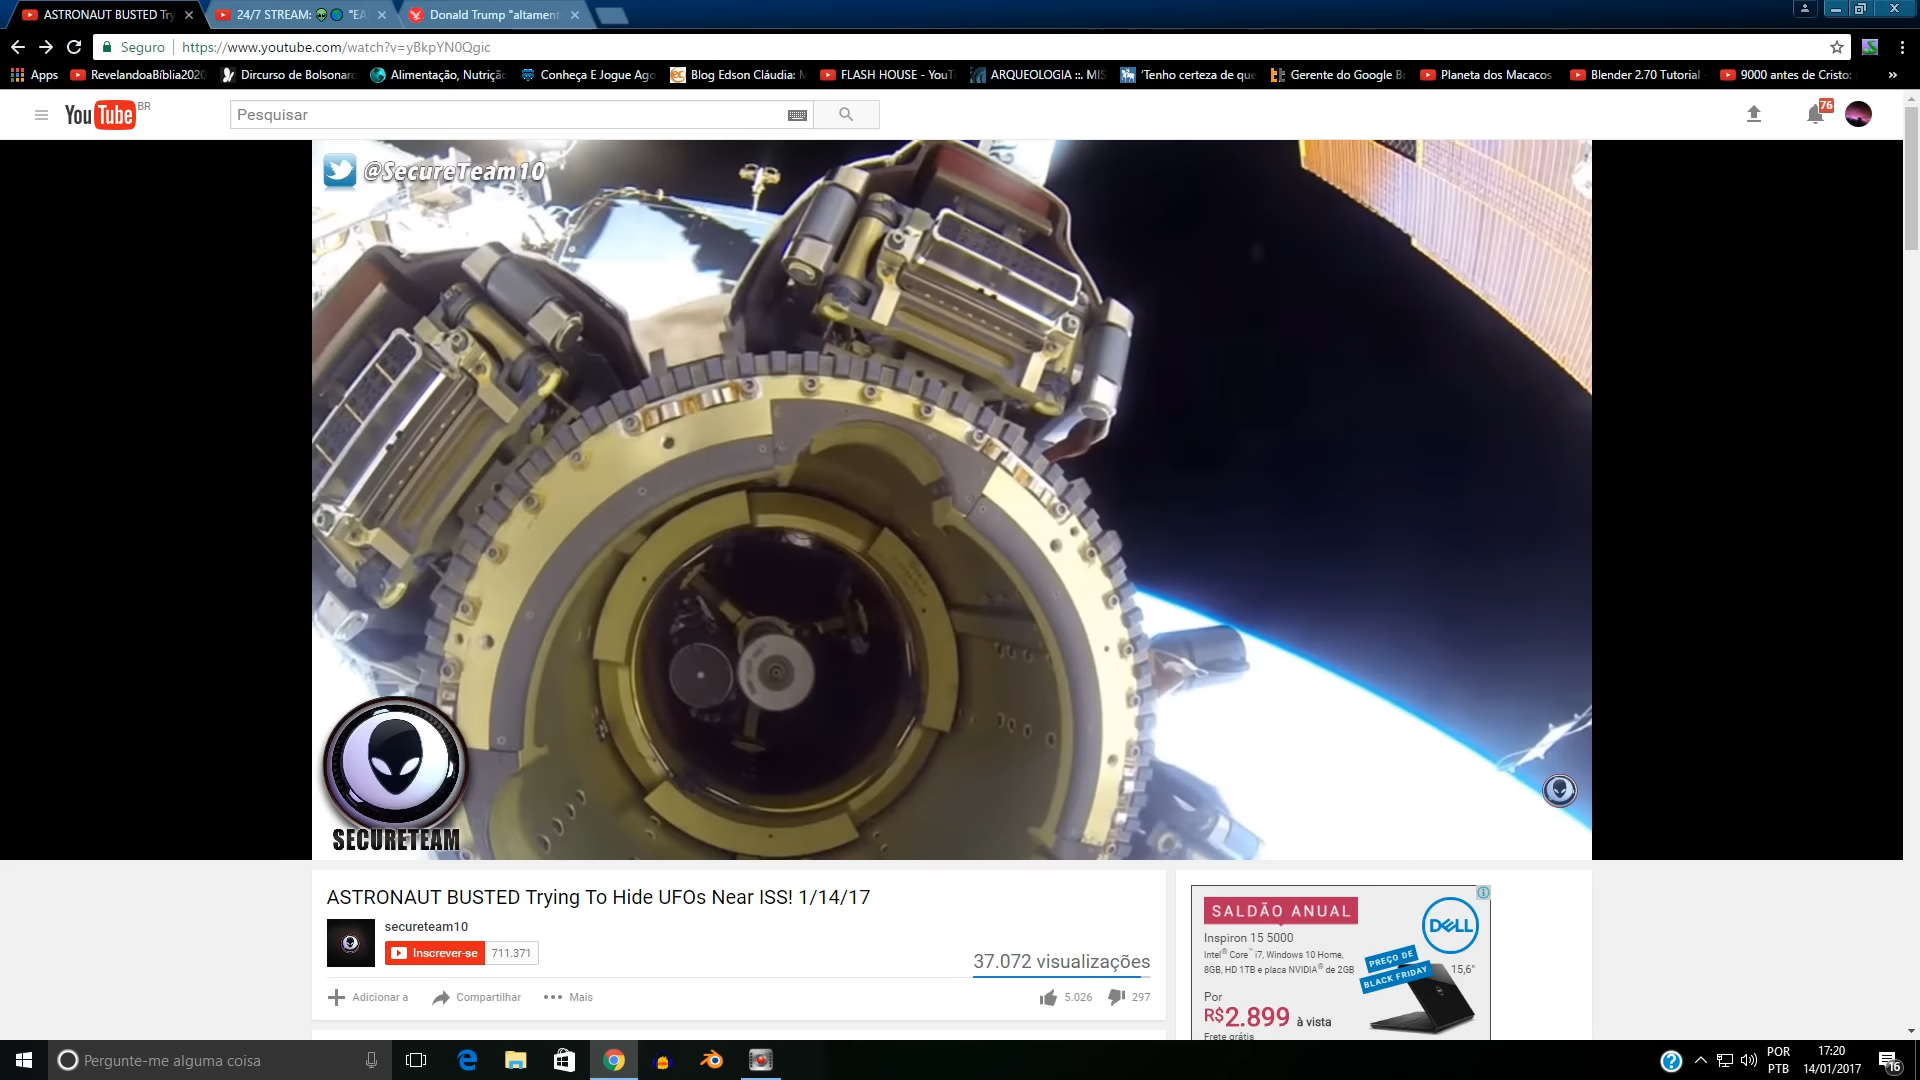 ASTRONAUT BUSTED Try
24/7 STREAM: 👽🌎 "EA
Donald Trump "altament
Seguro
https://www.youtube.com/watch?v=yBkpYN0Qgic
Apps
RevelandoaBíblia2020
Dircurso de Bolsonaro
Alimentação, Nutrição
Conheça E Jogue Ago
Blog Edson Cláudia: M
FLASH HOUSE - YouT
ARQUEOLOGIA ::. MIS
'Tenho certeza de que
Gerente do Google Br
Planeta dos Macacos
Blender 2.70 Tutorial
9000 antes de Cristo:
»
YouTube BR
Pesquisar
76
@SecureTeam10
SECURETEAM
ASTRONAUT BUSTED Trying To Hide UFOs Near ISS! 1/14/17
secureteam10
Inscrever-se 711.371
37.072 visualizações
Adicionar a
Compartilhar
Mais
5.026
297
SALDÃO ANUAL
DELL
Inspiron 15 5000
Intel® Core™ i7, Windows 10 Home,
8GB, HD 1TB e placa NVIDIA® de 2GB
PREÇO DE
BLACK FRIDAY
15,6"
Por
R$2.899 à vista
Frete grátis
Pergunte-me alguma coisa
POR
PTB
17:20
14/01/2017
16